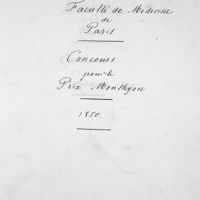 Faculté de Médecine
de
Paris
Concours
pour le
Prix Monthyon
1850.